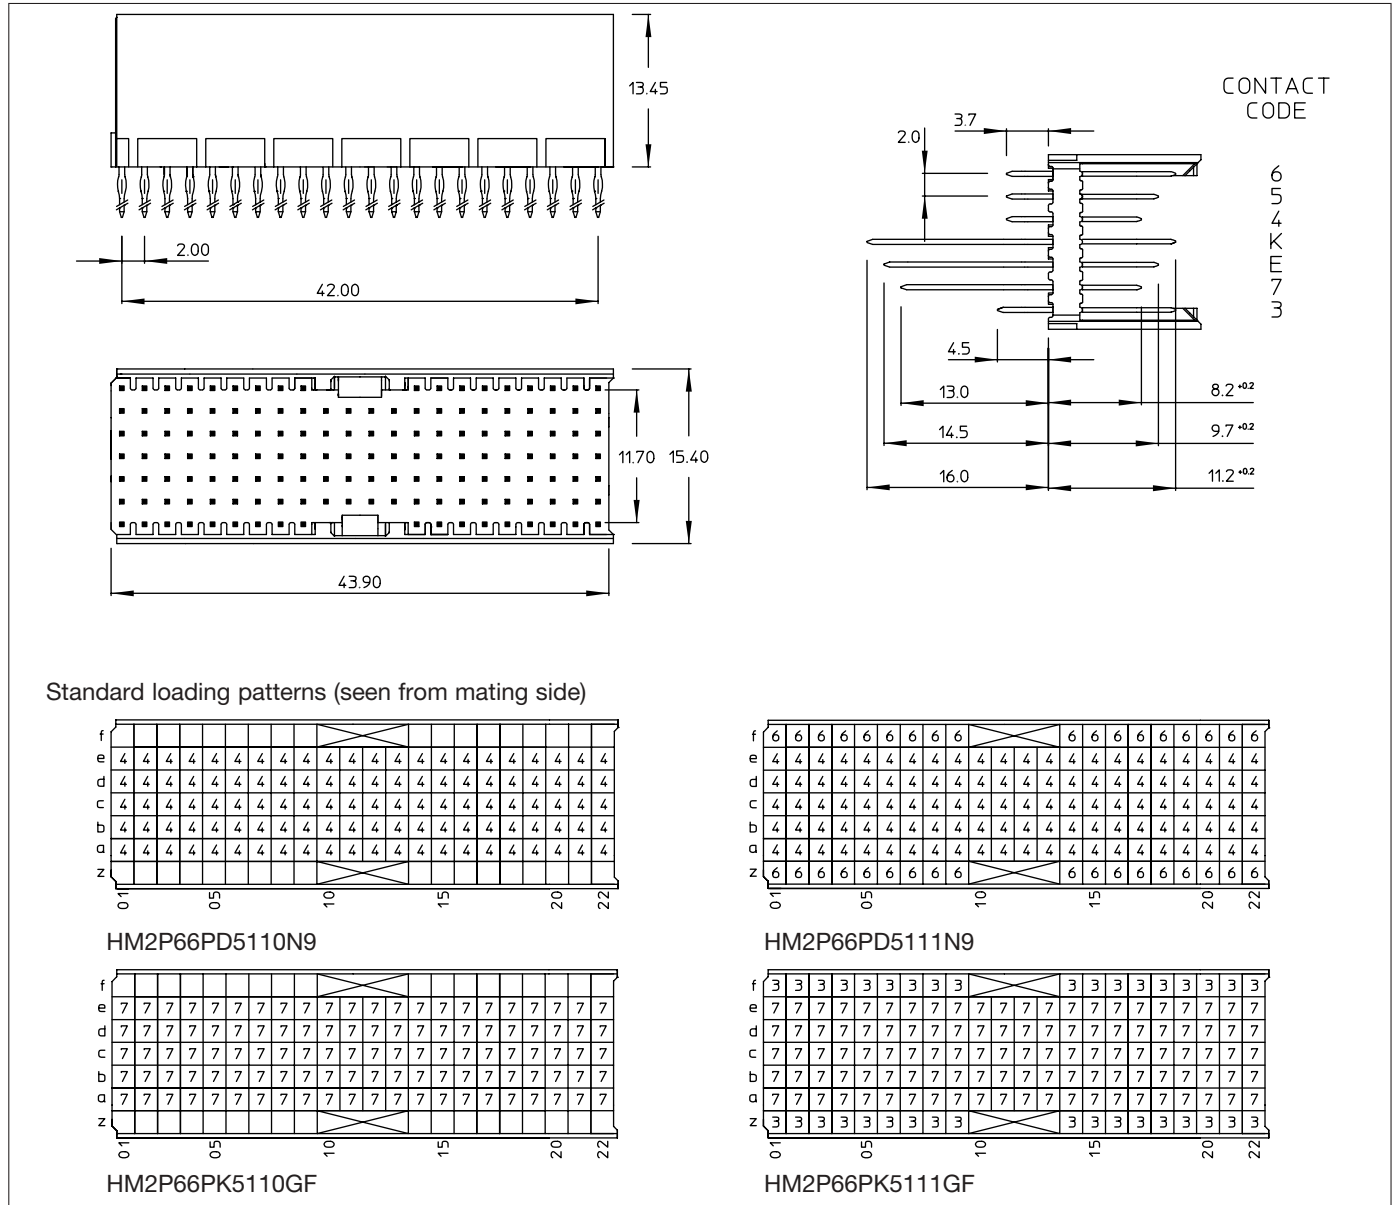 13.45
2.00
42.00
11.70
15.40
43.90
CONTACT
CODE
3.7
2.0
6
5
4
K
E
7
3
4.5
13.0
8.2 +0.2
14.5
9.7 +0.2
16.0
11.2 +0.2
Standard loading patterns (seen from mating side)
f
e 4 4 4 4 4 4 4 4 4 4 4 4 4 4 4 4 4 4 4 4 4 4
d 4 4 4 4 4 4 4 4 4 4 4 4 4 4 4 4 4 4 4 4 4 4
c 4 4 4 4 4 4 4 4 4 4 4 4 4 4 4 4 4 4 4 4 4 4
b 4 4 4 4 4 4 4 4 4 4 4 4 4 4 4 4 4 4 4 4 4 4
a 4 4 4 4 4 4 4 4 4 4 4 4 4 4 4 4 4 4 4 4 4 4
z
01 05 10 15 20 22
HM2P66PD5110N9
f 6 6 6 6 6 6 6 6 6 6 6 6 6 6 6 6 6 6
e 4 4 4 4 4 4 4 4 4 4 4 4 4 4 4 4 4 4 4 4 4 4
d 4 4 4 4 4 4 4 4 4 4 4 4 4 4 4 4 4 4 4 4 4 4
c 4 4 4 4 4 4 4 4 4 4 4 4 4 4 4 4 4 4 4 4 4 4
b 4 4 4 4 4 4 4 4 4 4 4 4 4 4 4 4 4 4 4 4 4 4
a 4 4 4 4 4 4 4 4 4 4 4 4 4 4 4 4 4 4 4 4 4 4
z 6 6 6 6 6 6 6 6 6 6 6 6 6 6 6 6 6 6
01 05 10 15 20 22
HM2P66PD5111N9
f
e 7 7 7 7 7 7 7 7 7 7 7 7 7 7 7 7 7 7 7 7 7 7
d 7 7 7 7 7 7 7 7 7 7 7 7 7 7 7 7 7 7 7 7 7 7
c 7 7 7 7 7 7 7 7 7 7 7 7 7 7 7 7 7 7 7 7 7 7
b 7 7 7 7 7 7 7 7 7 7 7 7 7 7 7 7 7 7 7 7 7 7
a 7 7 7 7 7 7 7 7 7 7 7 7 7 7 7 7 7 7 7 7 7 7
z
01 05 10 15 20 22
HM2P66PK5110GF
f 3 3 3 3 3 3 3 3 3 3 3 3 3 3 3 3 3 3
e 7 7 7 7 7 7 7 7 7 7 7 7 7 7 7 7 7 7 7 7 7 7
d 7 7 7 7 7 7 7 7 7 7 7 7 7 7 7 7 7 7 7 7 7 7
c 7 7 7 7 7 7 7 7 7 7 7 7 7 7 7 7 7 7 7 7 7 7
b 7 7 7 7 7 7 7 7 7 7 7 7 7 7 7 7 7 7 7 7 7 7
a 7 7 7 7 7 7 7 7 7 7 7 7 7 7 7 7 7 7 7 7 7 7
z 3 3 3 3 3 3 3 3 3 3 3 3 3 3 3 3 3 3
01 05 10 15 20 22
HM2P66PK5111GF